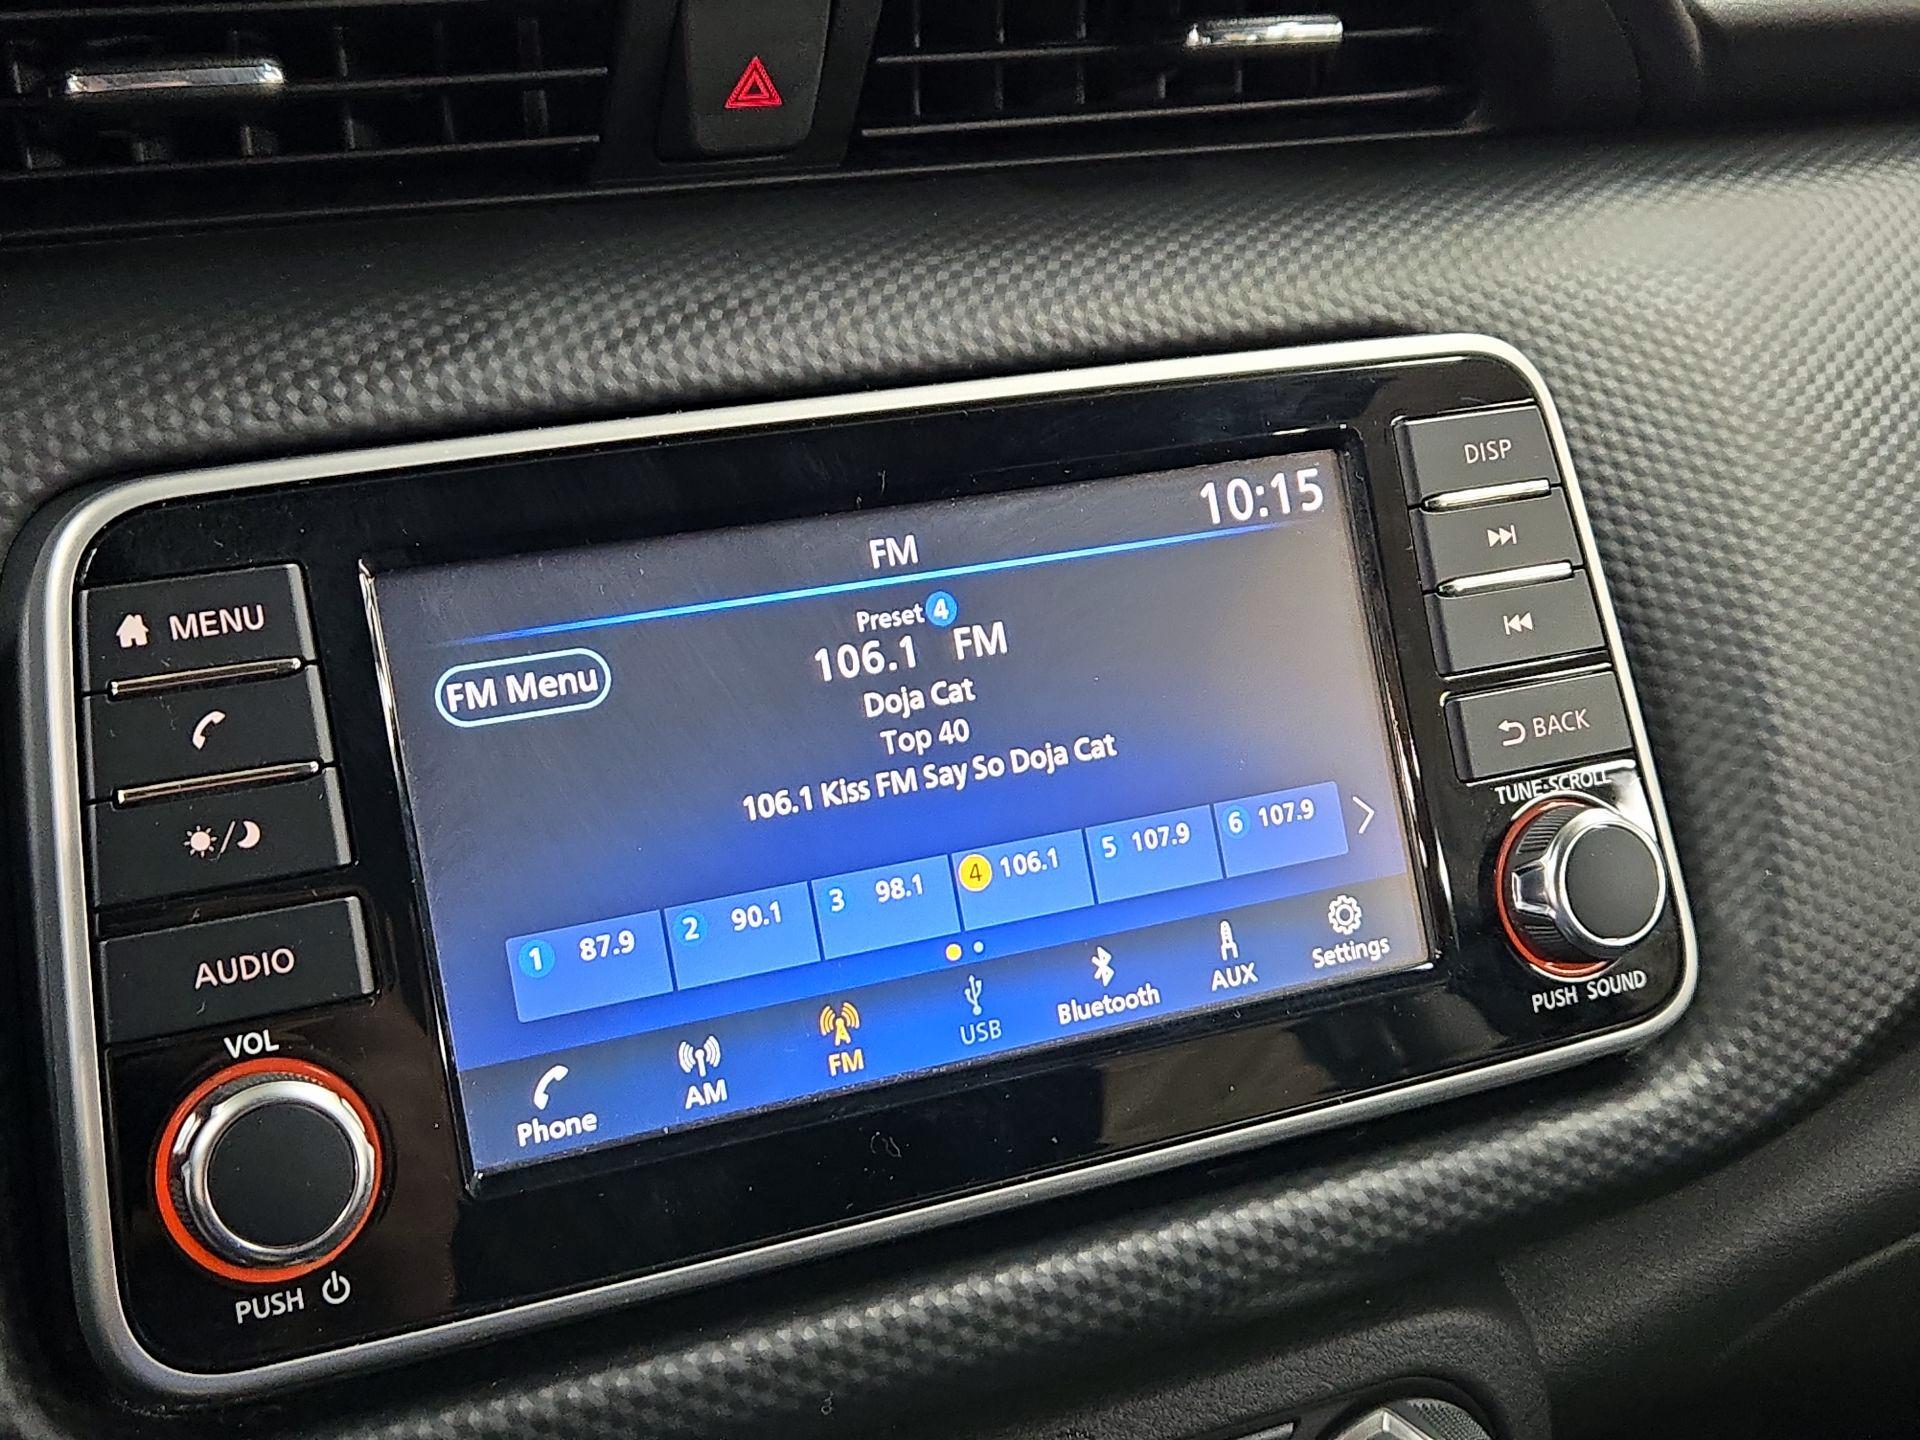 10:15
FM
Preset 4
106.1 FM
FM Menu
Doja Cat
Top 40
106.1 Kiss FM Say So Doja Cat
1 87.9
2 90.1
3 98.1
4 106.1
5 107.9
6 107.9
Phone
AM
FM
USB
Bluetooth
AUX
Settings
MENU
AUDIO
VOL
PUSH
DISP
BACK
TUNE·SCROLL
PUSH SOUND